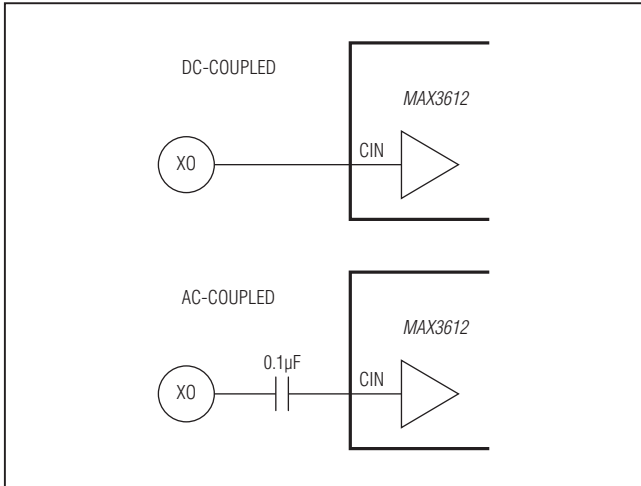 DC-COUPLED
MAX3612
XO
CIN
AC-COUPLED
MAX3612
0.1µF
XO
CIN